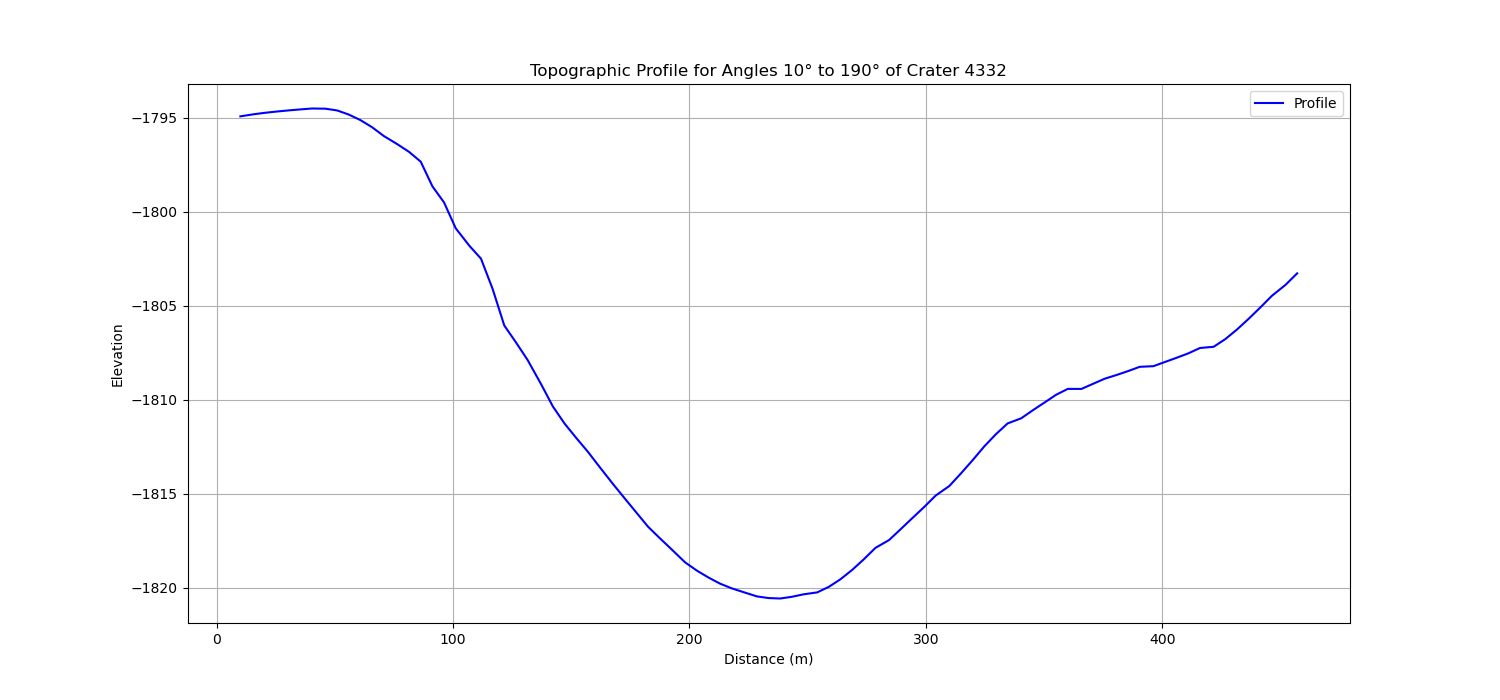 Topographic Profile for Angles 10° to 190° of Crater 4332
Profile
−1795
−1800
−1805
−1810
−1815
−1820
Elevation
0 100 200 300 400
Distance (m)